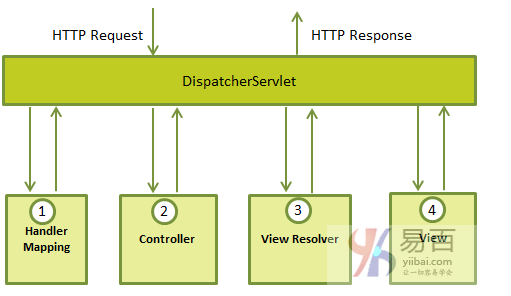 HTTP Request
HTTP Response
DispatcherServlet
1
Handler
Mapping
2
Controller
3
View Resolver
4
View
易百
yiibai.com
让一切容易学会